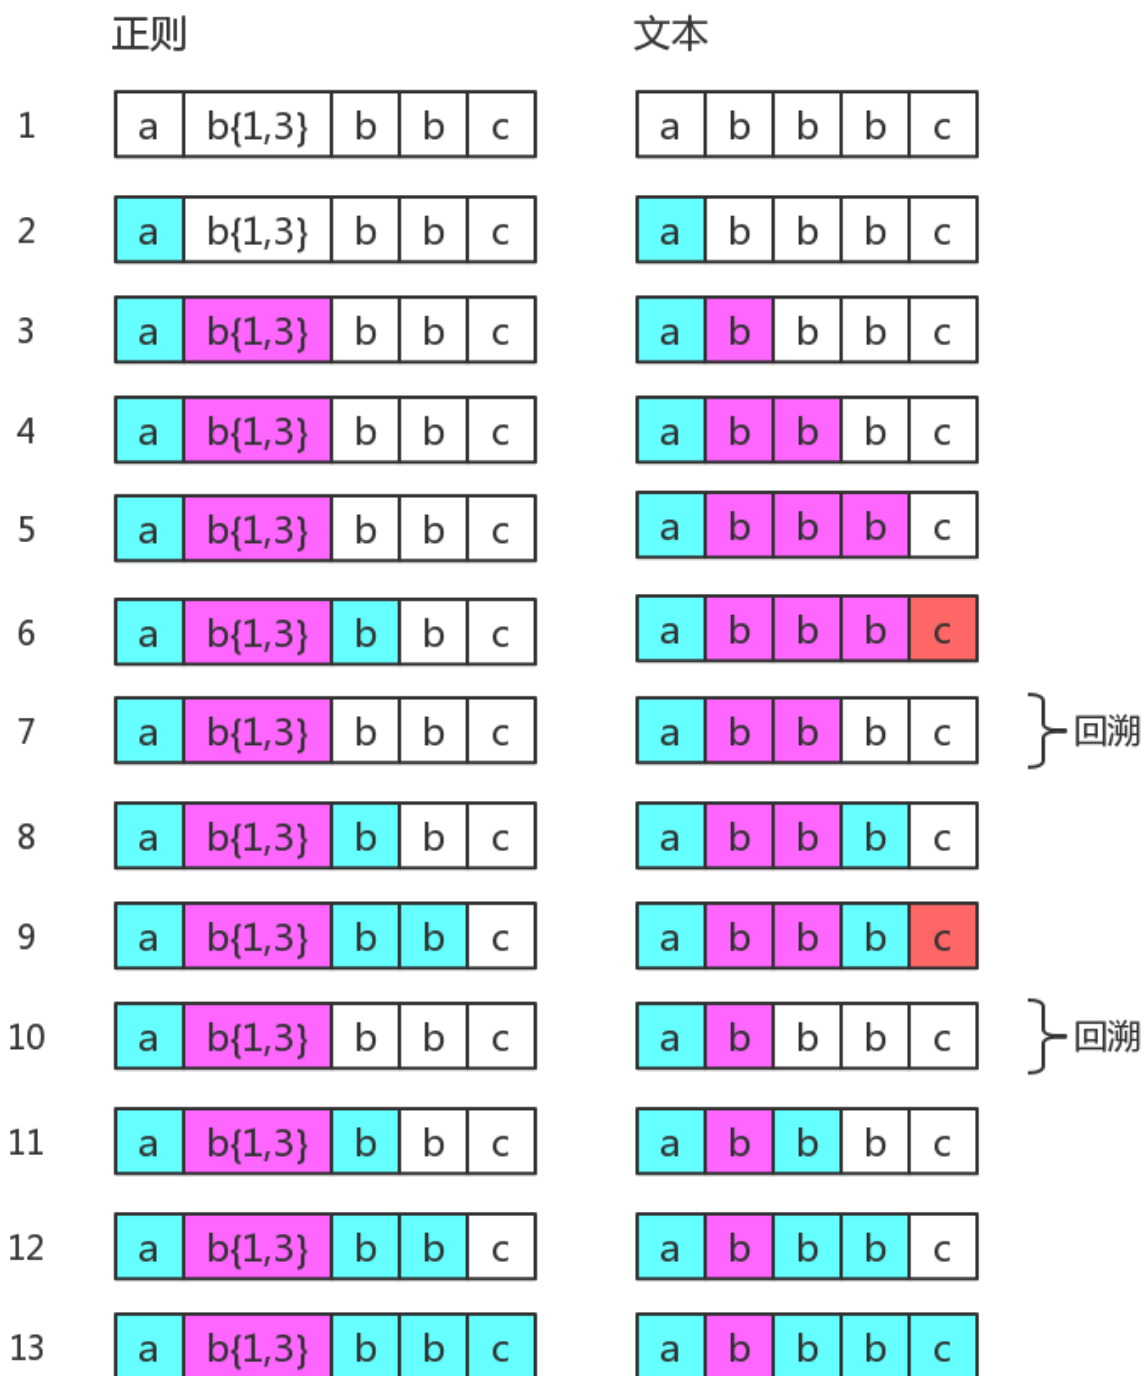 正则 文本
1 a b{1,3} b b c a b b b c
2 a b{1,3} b b c a b b b c
3 a b{1,3} b b c a b b b c
4 a b{1,3} b b c a b b b c
5 a b{1,3} b b c a b b b c
6 a b{1,3} b b c a b b b c
7 a b{1,3} b b c a b b b c 回溯
8 a b{1,3} b b c a b b b c
9 a b{1,3} b b c a b b b c
10 a b{1,3} b b c a b b b c 回溯
11 a b{1,3} b b c a b b b c
12 a b{1,3} b b c a b b b c
13 a b{1,3} b b c a b b b c